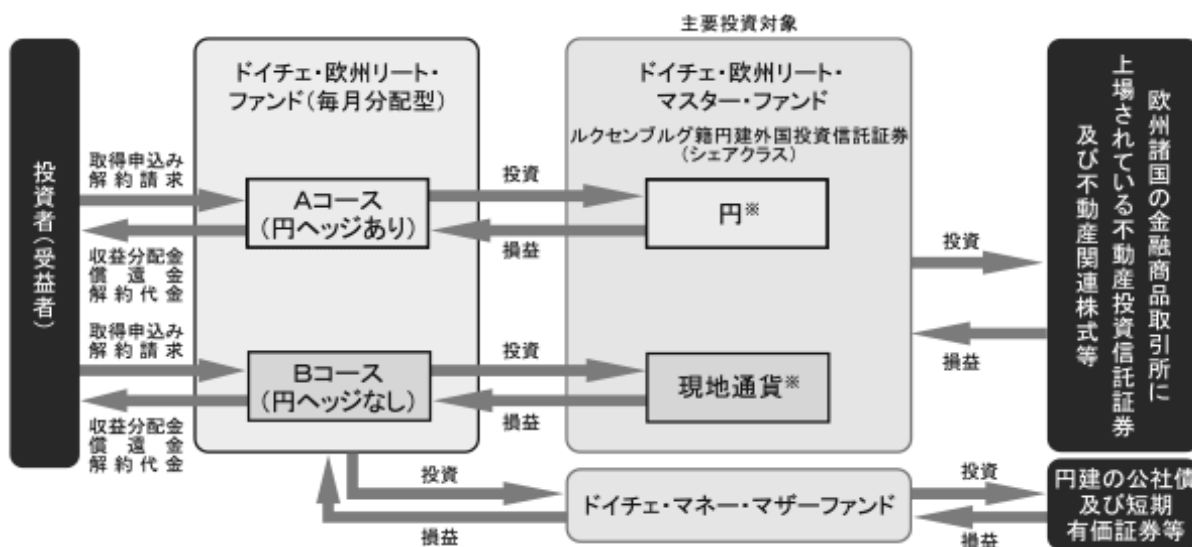 主要投資対象
投資者(受益者)
ドイチェ・欧州リート・
ファンド(毎月分配型)
取得申込み
解約請求
Aコース
(円ヘッジあり)
収益分配金
償還金
解約代金
取得申込み
解約請求
Bコース
(円ヘッジなし)
収益分配金
償還金
解約代金
投資
損益
投資
損益
ドイチェ・欧州リート・
マスター・ファンド
ルクセンブルグ籍円建外国投資信託証券
(シェアクラス)
円※
現地通貨※
投資
損益
欧州諸国の金融商品取引所に
上場されている不動産投資信託証券
及び不動産関連株式等
投資
損益
ドイチェ・マネー・マザーファンド
投資
損益
円建の公社債
及び短期
有価証券等